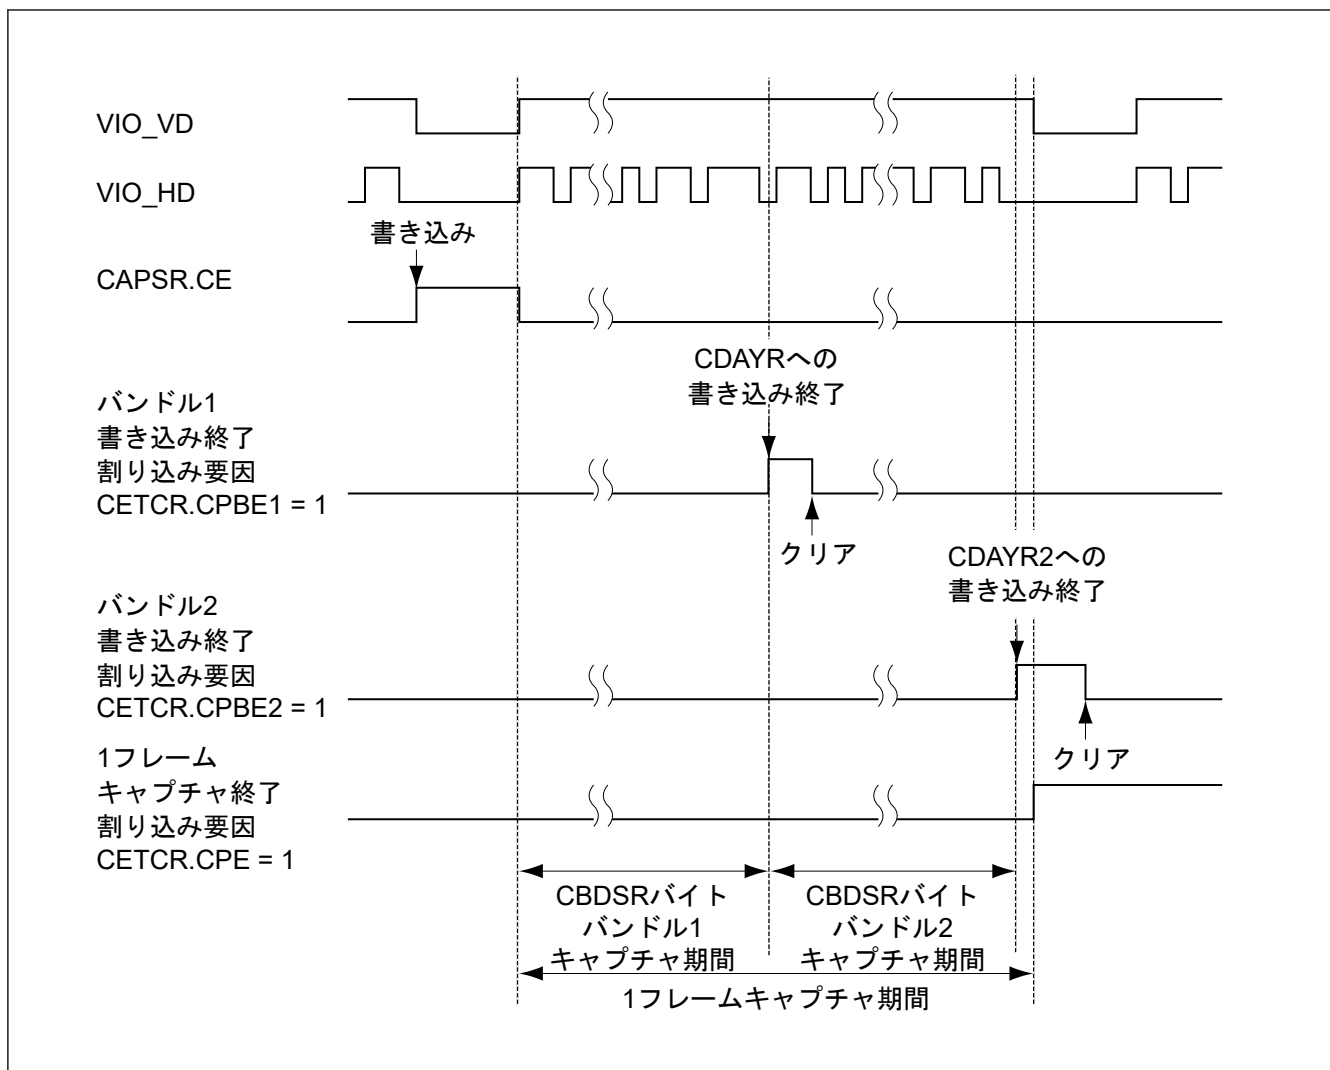 VIO_VD
VIO_HD
書き込み
CAPSR.CE
CDAYRへの
書き込み終了
バンドル1
書き込み終了
割り込み要因
CETCR.CPBE1 = 1
クリア
CDAYR2への
書き込み終了
バンドル2
書き込み終了
割り込み要因
CETCR.CPBE2 = 1
クリア
1フレーム
キャプチャ終了
割り込み要因
CETCR.CPE = 1
CBDSRバイト
バンドル1
キャプチャ期間
CBDSRバイト
バンドル2
キャプチャ期間
1フレームキャプチャ期間